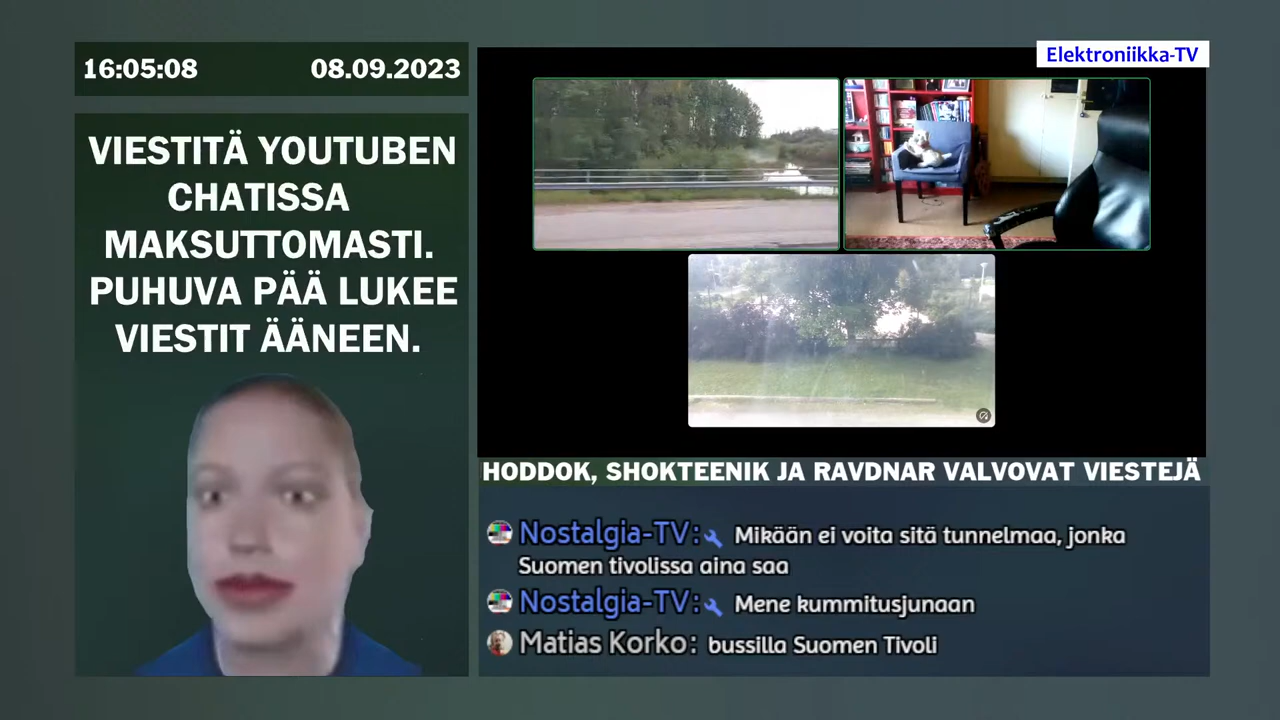 16:05:08 08.09.2023
VIESTITÄ YOUTUBEN
CHATISSA
MAKSUTTOMASTI.
PUHUVA PÄÄ LUKEE
VIESTIT ÄÄNEEN.
Elektroniikka-TV
HODDOK, SHOKTEENIK JA RAVDNAR VALVOVAT VIESTEJÄ
Nostalgia-TV: Mikään ei voita sitä tunnelmaa, jonka
Suomen tivolissa aina saa
Nostalgia-TV: Mene kummitusjunaan
Matias Korko: bussilla Suomen Tivoli